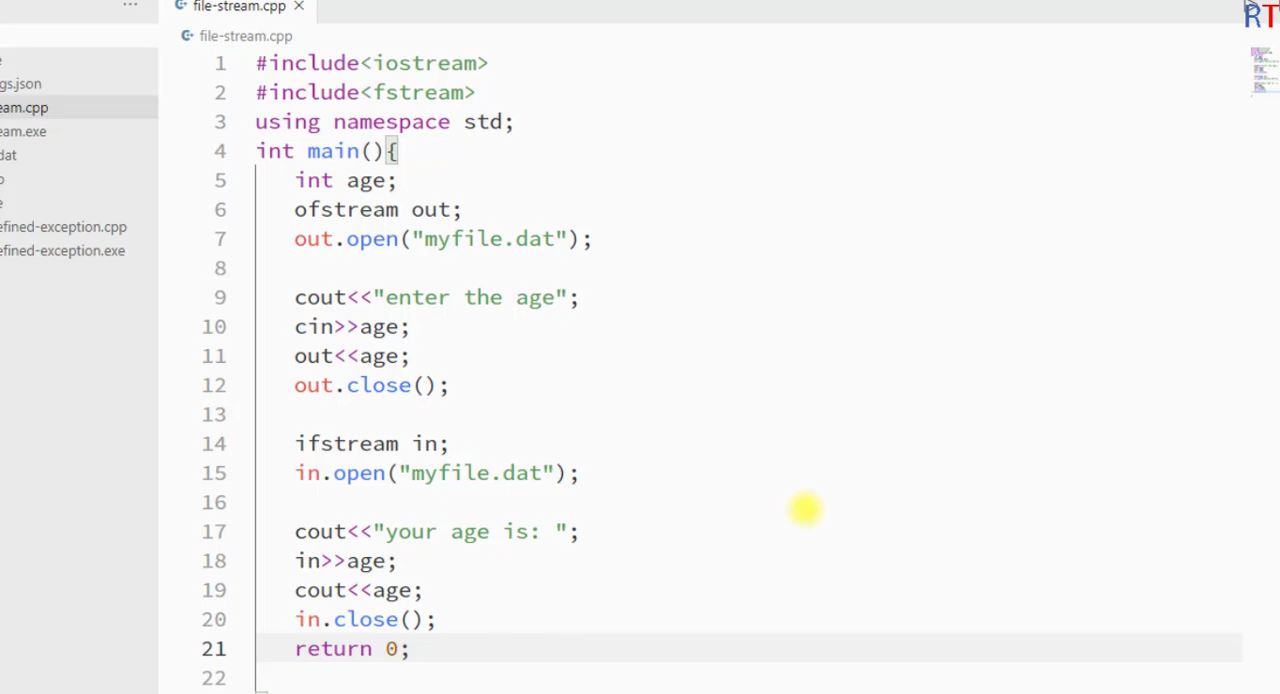 ··· file-stream.cpp ×
RT
file-stream.cpp
e
gs.json
eam.cpp
eam.exe
dat
p
e
efined-exception.cpp
efined-exception.exe
1 #include<iostream>
2 #include<fstream>
3 using namespace std;
4 int main(){
5 int age;
6 ofstream out;
7 out.open("myfile.dat");
8
9 cout<<"enter the age";
10 cin>>age;
11 out<<age;
12 out.close();
13
14 ifstream in;
15 in.open("myfile.dat");
16
17 cout<<"your age is: ";
18 in>>age;
19 cout<<age;
20 in.close();
21 return 0;
22